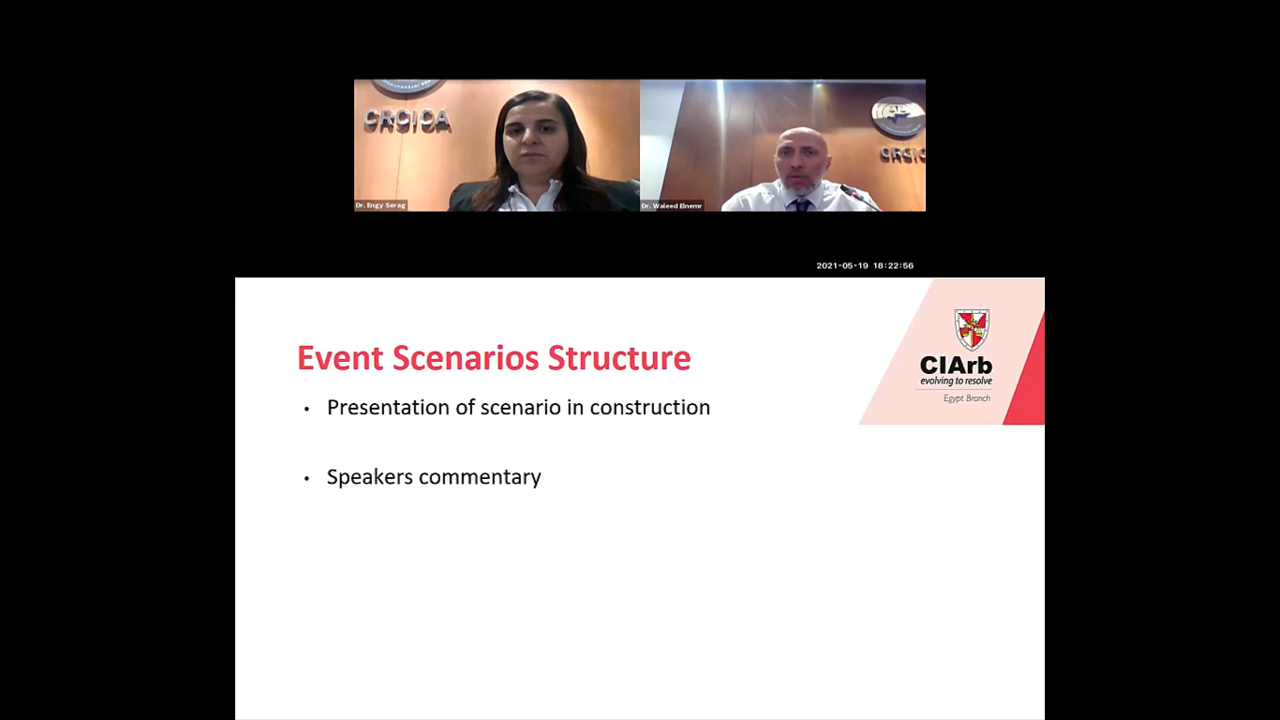 CRCICA
CRCIC
Dr. Engy Serag
Dr. Waleed Elnemr
2021-05-19 18:22:56
Event Scenarios Structure
• Presentation of scenario in construction
• Speakers commentary
CIArb
evolving to resolve
Egypt Branch